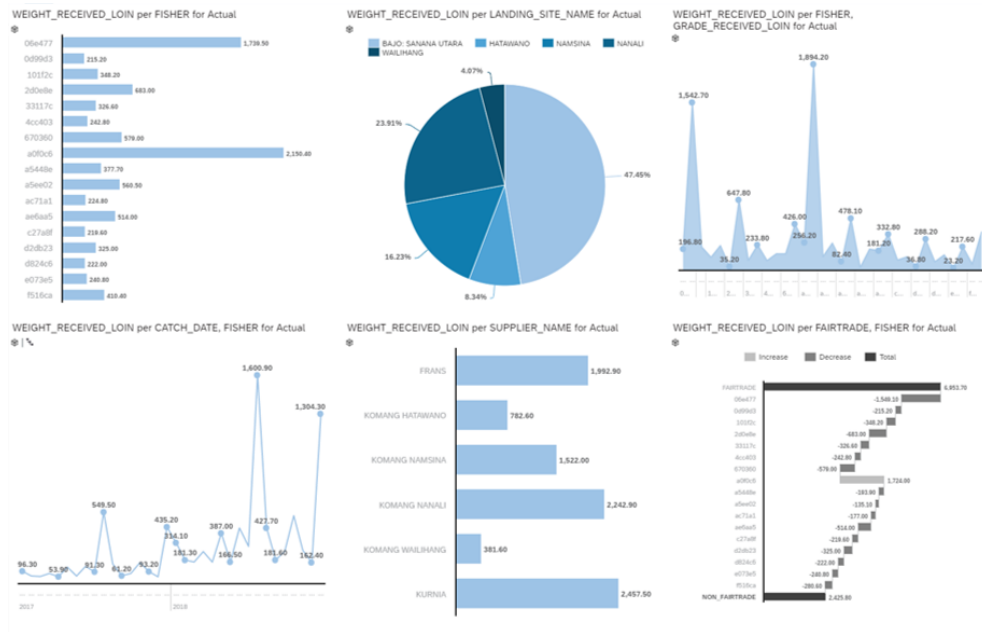 WEIGHT_RECEIVED_LOIN per FISHER for Actual
06e477
1,739.50
0d99d3
215.20
101f2c
348.20
2d0e8e
683.00
33117c
326.60
4cc403
242.80
670360
579.00
a0f0c6
2,150.40
a5448e
377.70
a5ee02
560.50
ac71a1
224.80
ae6aa5
514.00
c27a8f
219.60
d2db23
325.00
d824c6
222.00
e073e5
240.80
f516ca
410.40
WEIGHT_RECEIVED_LOIN per LANDING_SITE_NAME for Actual
BAJO: SANANA UTARA
HATAWANO
NAMSINA
NANALI
WAILIHANG
4.07%
23.91%
47.45%
16.23%
8.34%
WEIGHT_RECEIVED_LOIN per FISHER,
GRADE_RECEIVED_LOIN for Actual
1,894.20
1,542.70
647.80
426.00
478.10
196.80
233.80
256.20
332.80
288.20
217.60
35.20
82.40
181.20
36.80
23.20
0...
1...
2...
3...
4...
6...
a...
a...
a...
a...
a...
c...
d...
d...
e...
f...
WEIGHT_RECEIVED_LOIN per CATCH_DATE, FISHER for Actual
1,600.90
1,304.30
549.50
435.20
334.10
387.00
427.70
96.30
53.90
91.30
61.20
93.20
181.30
166.50
181.60
162.40
2017
2018
WEIGHT_RECEIVED_LOIN per SUPPLIER_NAME for Actual
FRANS
1,992.90
KOMANG HATAWANO
782.60
KOMANG NAMSINA
1,522.00
KOMANG NANALI
2,242.90
KOMANG WAILIHANG
381.60
KURNIA
2,457.50
WEIGHT_RECEIVED_LOIN per FAIRTRADE, FISHER for Actual
Increase
Decrease
Total
FAIRTRADE
6,953.70
06e477
-1,549.10
0d99d3
-215.20
101f2c
-348.20
2d0e8e
-683.00
33117c
-326.60
4cc403
-242.80
670360
-579.00
a0f0c6
1,724.00
a5448e
-183.90
a5ee02
-135.10
ac71a1
-177.00
ae6aa5
-514.00
c27a8f
-219.60
d2db23
-325.00
d824c6
-222.00
e073e5
-240.80
f516ca
-280.60
NON_FAIRTRADE
2,425.80